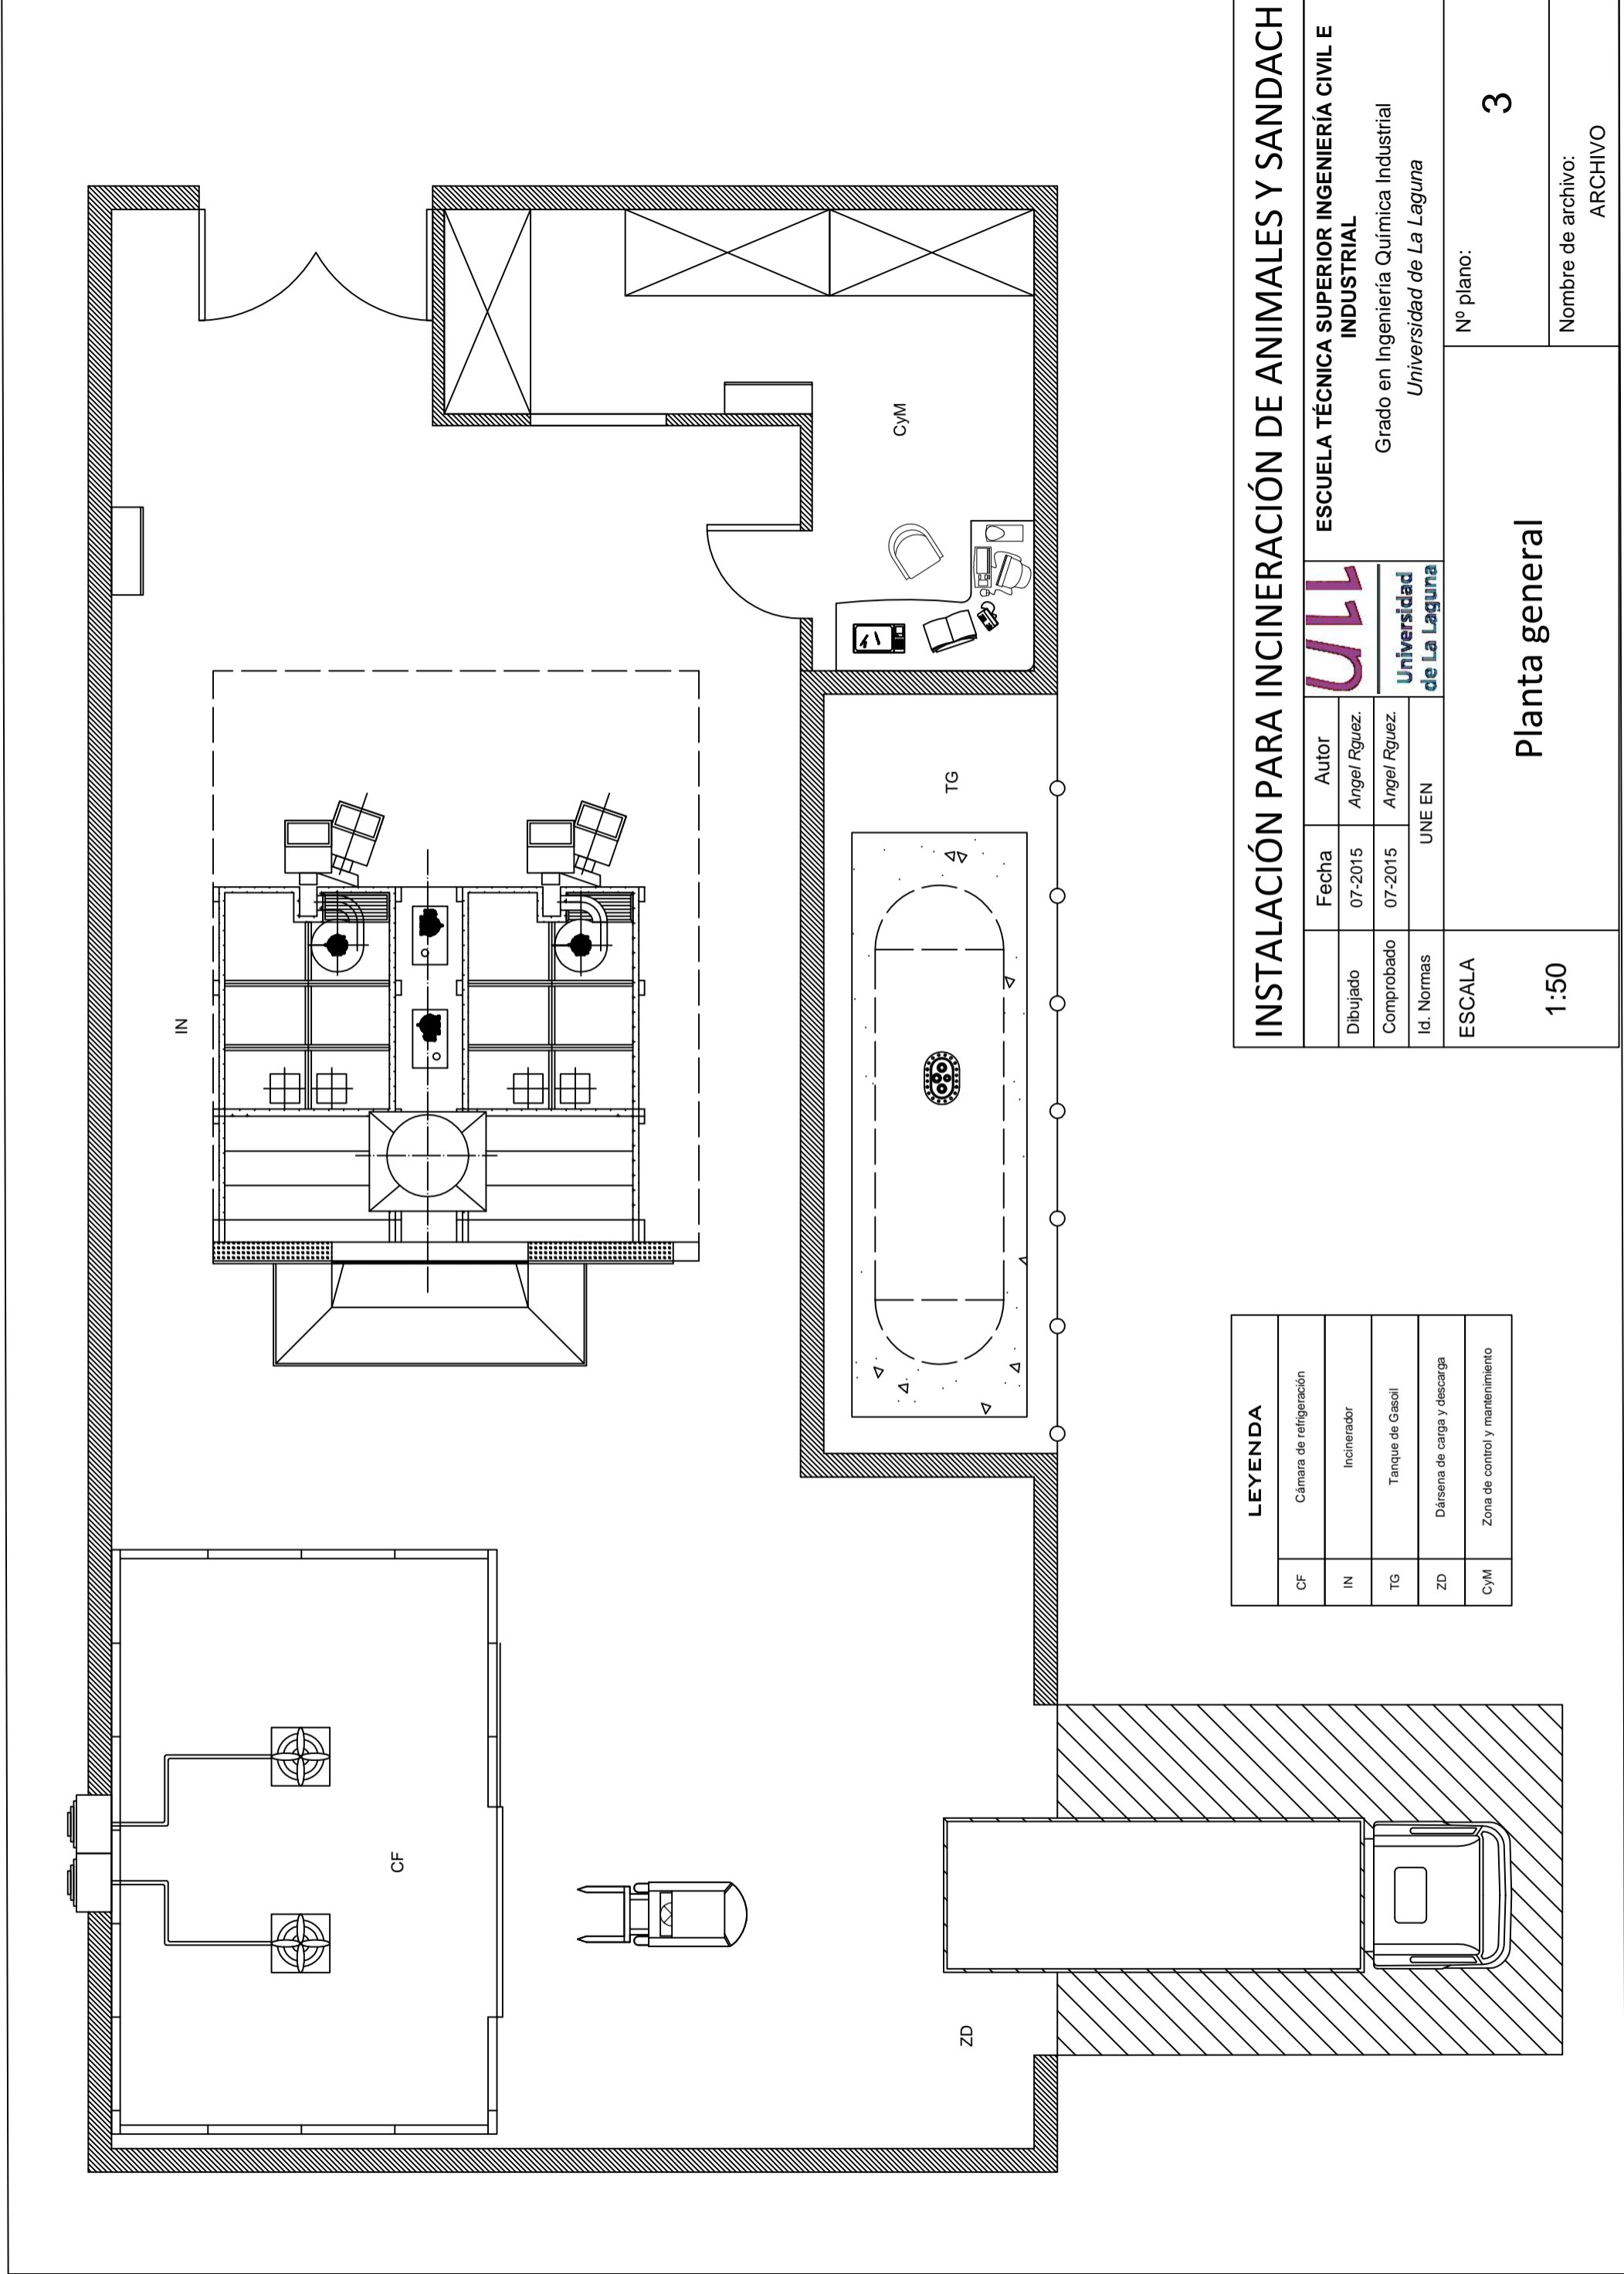 IN
CyM
TG
CF
ZD
LEYENDA
CF Cámara de refrigeración
IN Incinerador
TG Tanque de Gasoil
ZD Dársena de carga y descarga
CyM Zona de control y mantenimiento
INSTALACIÓN PARA INCINERACIÓN DE ANIMALES Y SANDACH
Fecha Autor
Dibujado 07-2015 Angel Rguez.
Comprobado 07-2015 Angel Rguez.
Id. Normas UNE EN
Universidad
de La Laguna
ESCUELA TÉCNICA SUPERIOR INGENIERÍA CIVIL E
INDUSTRIAL
Grado en Ingeniería Química Industrial
Universidad de La Laguna
ESCALA
1:50
Planta general
Nº plano:
3
Nombre de archivo:
ARCHIVO